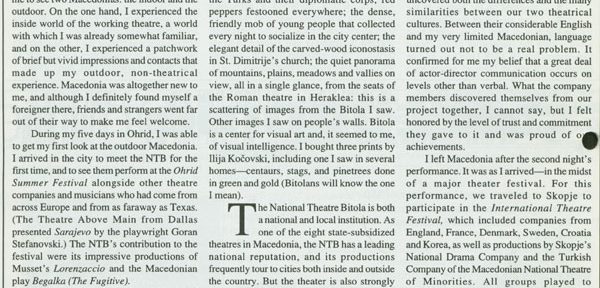 me to see two Macedonias: the indoor and the
outdoor. On the one hand, I experienced the
inside world of the working theatre, a world
with which I was already somewhat familiar,
and on the other, I experienced a patchwork
of brief but vivid impressions and contacts that
made up my outdoor, non-theatrical
experience. Macedonia was altogether new to
me, and although I definitely found myself a
foreigner there, friends and strangers went far
out of their way to make me feel welcome.
During my five days in Ohrid, I was able
to get my first look at the outdoor Macedonia.
I arrived in the city to meet the NTB for the
first time, and to see them perform at the Ohrid
Summer Festival alongside other theatre
companies and musicians who had come from
across Europe and from as faraway as Texas.
(The Theatre Above Main from Dallas
presented Sarajevo by the playwright Goran
Stefanovski.) The NTB's contribution to the
festival were its impressive productions of
Musset's Lorenzaccio and the Macedonian
play Begalka (The Fugitive).
the Turks and their diplomatic corps; red
peppers festooned everywhere; the dense,
friendly mob of young people that collected
every night to socialize in the city center; the
elegant detail of the carved-wood iconostasis
in St. Dimitrije's church; the quiet panorama
of mountains, plains, meadows and vallies on
view, all in a single glance, from the seats of
the Roman theatre in Heraklea: this is a
scattering of images from the Bitola I saw.
Other images I saw on people's walls. Bitola
is a center for visual art and, it seemed to me,
of visual intelligence. I bought three prints by
Ilija Kočovski, including one I saw in several
homes—centaurs, stags, and pinetrees done
in green and gold (Bitolans will know the one
I mean).
The National Theatre Bitola is both
a national and local institution. As
one of the eight state-subsidized
theatres in Macedonia, the NTB has a leading
national reputation, and its productions
frequently tour to cities both inside and outside
the country. But the theater is also strongly
uncovered both the differences and the many
similarities between our two theatrical
cultures. Between their considerable English
and my very limited Macedonian, language
turned out not to be a real problem. It
confirmed for me my belief that a great deal
of actor-director communication occurs on
levels other than verbal. What the company
members discovered themselves from our
project together, I cannot say, but I felt
honored by the level of trust and commitment
they gave to it and was proud of
achievements.
I left Macedonia after the second night's
performance. It was as I arrived—in the midst
of a major theater festival. For this
performance, we traveled to Skopje to
participate in the International Theatre
Festival, which included companies from
England, France, Denmark, Sweden, Croatia
and Korea, as well as productions by Skopje's
National Drama Company and the Turkish
Company of the Macedonian National Theatre
of Minorities. All groups played to